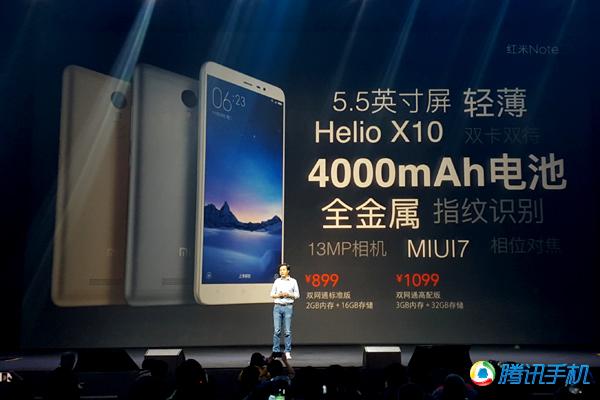 红米Note
5.5英寸屏 轻薄
Helio X10 双卡双待
4000mAh电池
全金属 指纹识别
13MP相机 MIUI7 相位对焦
¥899 ¥1099
双网通标准版 双网通高配版
2GB内存+16GB存储 3GB内存+32GB存储
06:23
mi
mi
腾讯手机